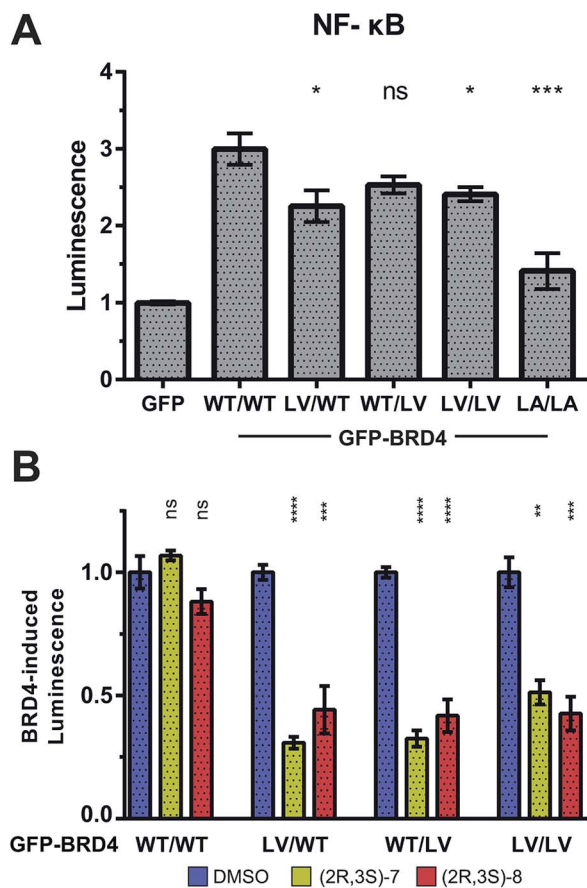 A
NF- κB
Luminescence
4
3
2
1
0
* ns * ***
GFP WT/WT LV/WT WT/LV LV/LV LA/LA
GFP-BRD4
B
BRD4-induced
Luminescence
1.0
0.5
0.0
ns ns **** *** **** **** ** ***
GFP-BRD4 WT/WT LV/WT WT/LV LV/LV
DMSO (2R,3S)-7 (2R,3S)-8